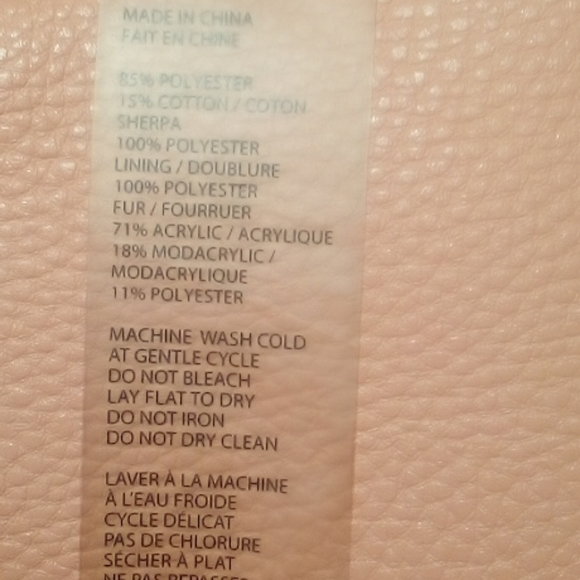 MADE IN CHINA
FAIT EN CHINE
85% POLYESTER
15% COTTON / COTON
SHERPA
100% POLYESTER
LINING / DOUBLURE
100% POLYESTER
FUR / FOURRUER
71% ACRYLIC / ACRYLIQUE
18% MODACRYLIC /
MODACRYLIQUE
11% POLYESTER
MACHINE WASH COLD
AT GENTLE CYCLE
DO NOT BLEACH
LAY FLAT TO DRY
DO NOT IRON
DO NOT DRY CLEAN
LAVER À LA MACHINE
À L'EAU FROIDE
CYCLE DÉLICAT
PAS DE CHLORURE
SÉCHER À PLAT
NE PAS REPASSER